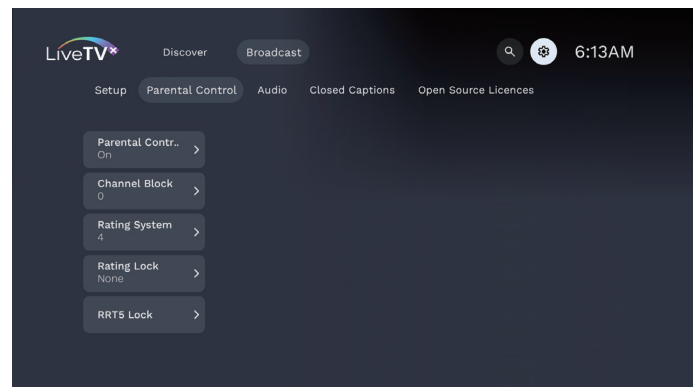 LiveTV×
Discover
Broadcast
6:13AM
Setup
Parental Control
Audio
Closed Captions
Open Source Licences
Parental Contr..
On
Channel Block
0
Rating System
4
Rating Lock
None
RRT5 Lock